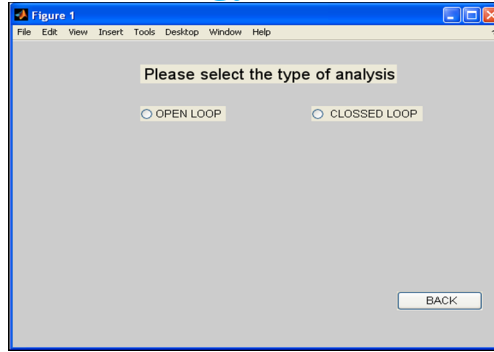 Figure 1
File Edit View Insert Tools Desktop Window Help
Please select the type of analysis
OPEN LOOP CLOSSED LOOP
BACK